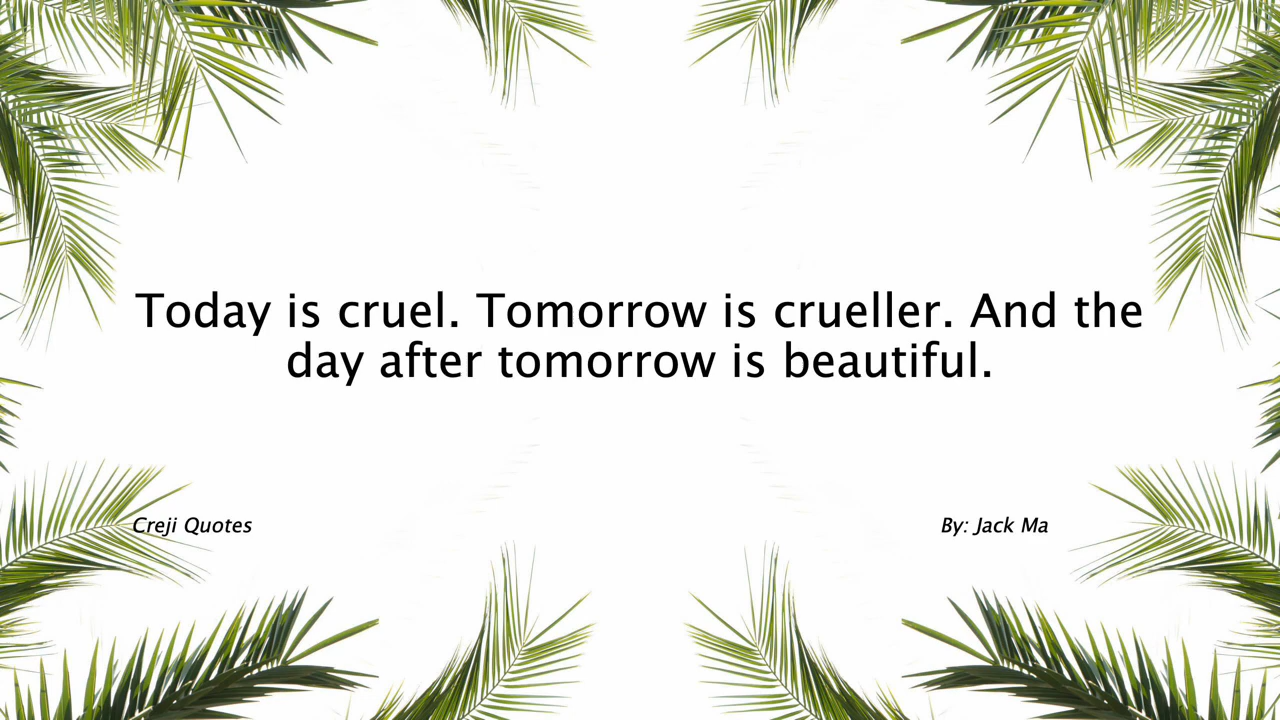 Today is cruel. Tomorrow is crueller. And the
day after tomorrow is beautiful.
Creji Quotes
By: Jack Ma